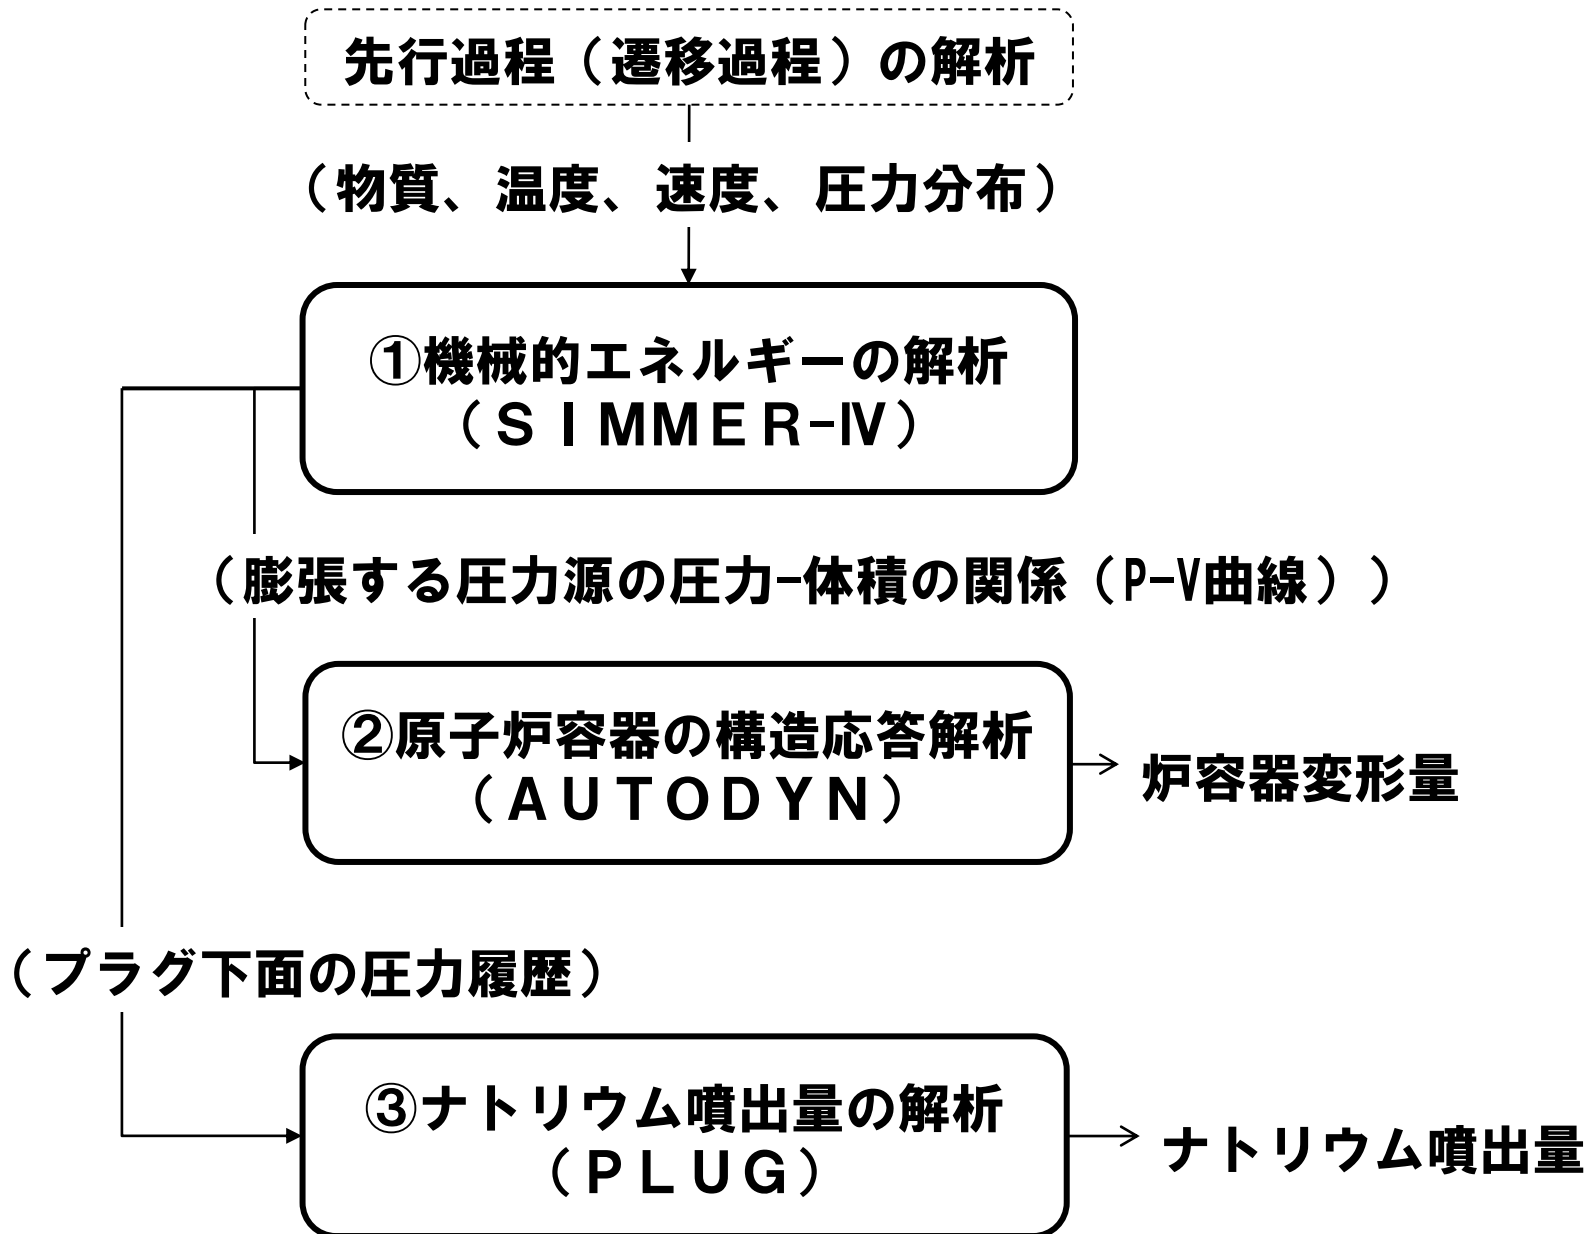 先行過程（遷移過程）の解析
（物質、温度、速度、圧力分布）
①機械的エネルギーの解析
（ＳＩＭＭＥＲ-Ⅳ）
（膨張する圧力源の圧力-体積の関係（P-V曲線））
②原子炉容器の構造応答解析
（ＡＵＴＯＤＹＮ）
炉容器変形量
（プラグ下面の圧力履歴）
③ナトリウム噴出量の解析
（ＰＬＵＧ）
ナトリウム噴出量